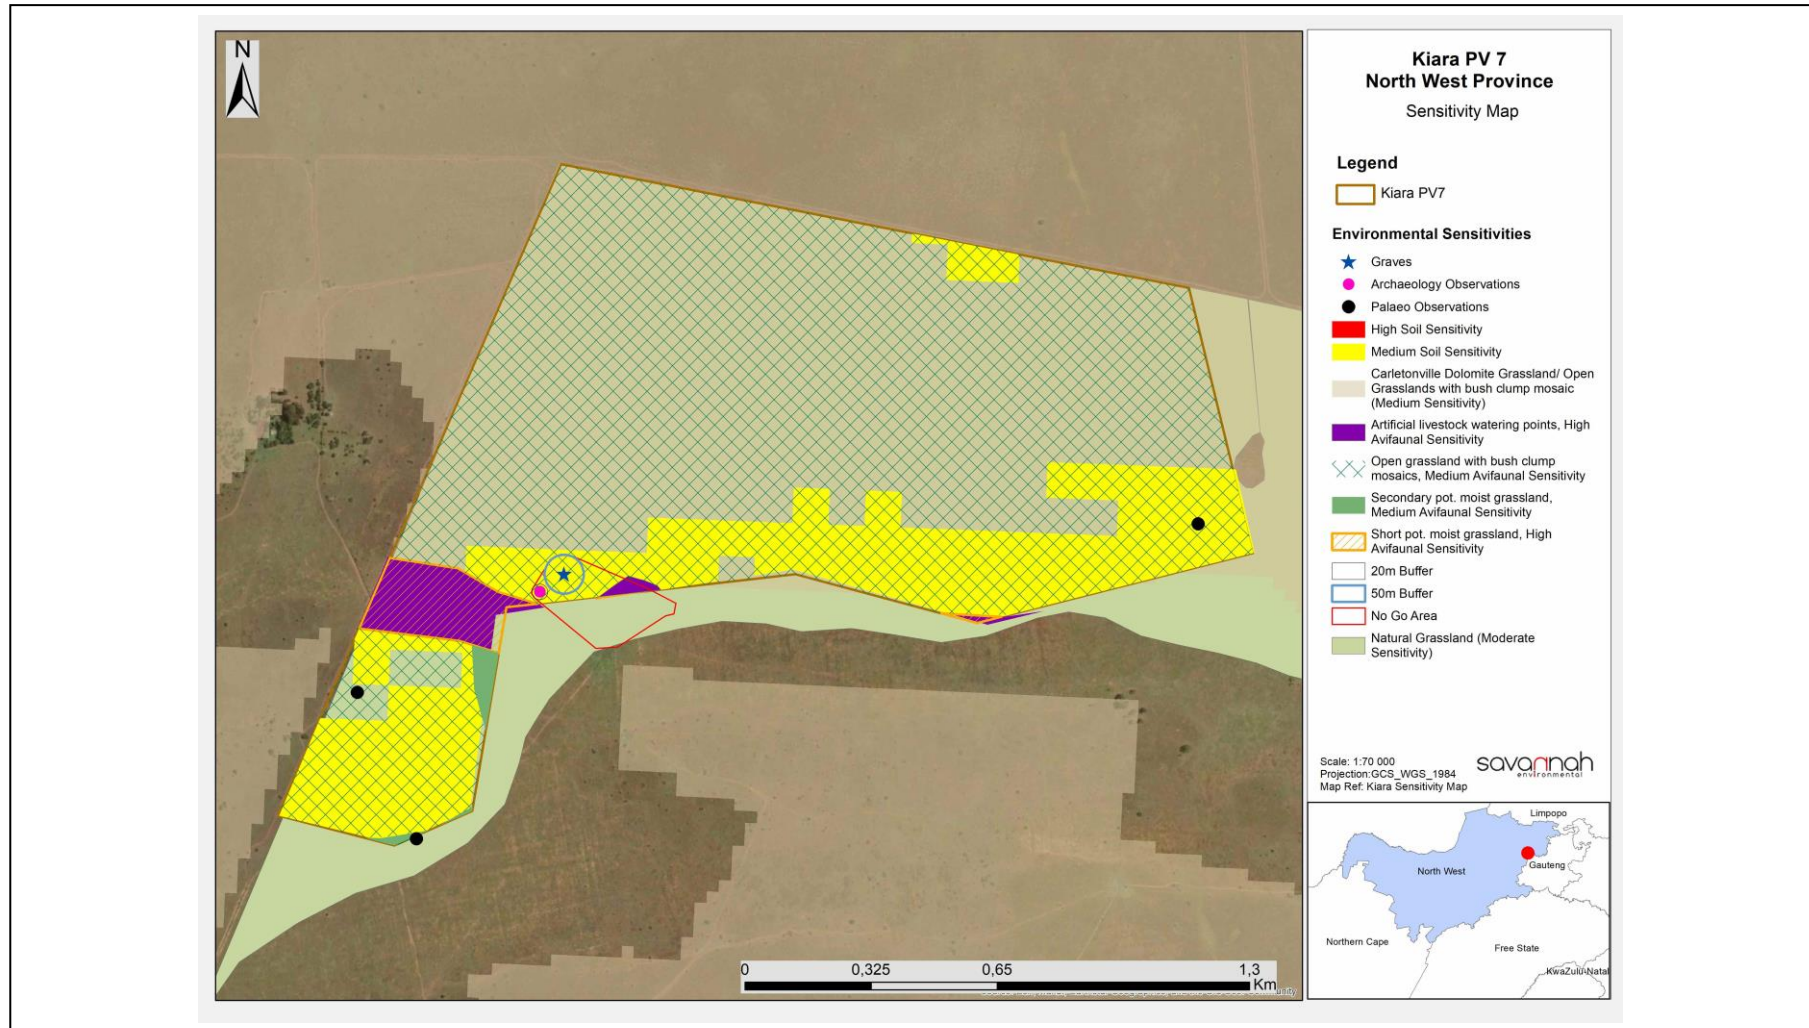 N
Kiara PV 7
North West Province
Sensitivity Map
Legend
Kiara PV7
Environmental Sensitivities
Graves
Archaeology Observations
Palaeo Observations
High Soil Sensitivity
Medium Soil Sensitivity
Carletonville Dolomite Grassland/ Open
Grasslands with bush clump mosaic
(Medium Sensitivity)
Artificial livestock watering points, High
Avifaunal Sensitivity
Open grassland with bush clump
mosaics, Medium Avifaunal Sensitivity
Secondary pot. moist grassland,
Medium Avifaunal Sensitivity
Short pot. moist grassland, High
Avifaunal Sensitivity
20m Buffer
50m Buffer
No Go Area
Natural Grassland (Moderate
Sensitivity)
Scale: 1:70 000
Projection:GCS_WGS_1984
Map Ref: Kiara Sensitivity Map
savannah
environmental
Limpopo
North West
Gauteng
Northern Cape
Free State
KwaZulu-Natal
0 0,325 0,65 1,3
Km